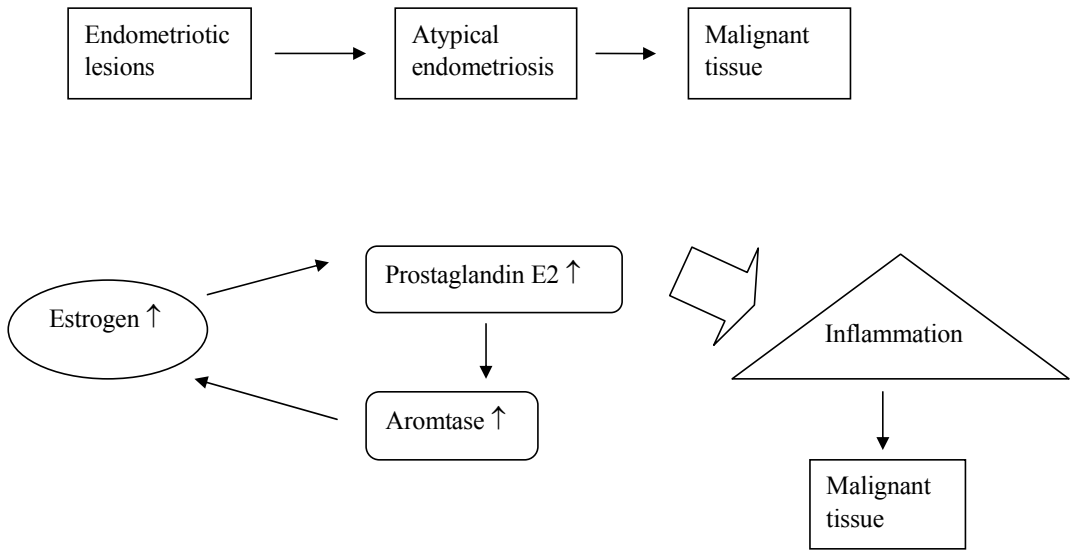 Endometriotic
lesions
Atypical
endometriosis
Malignant
tissue
Prostaglandin E2 ↑
Estrogen ↑
Inflammation
Aromtase ↑
Malignant
tissue